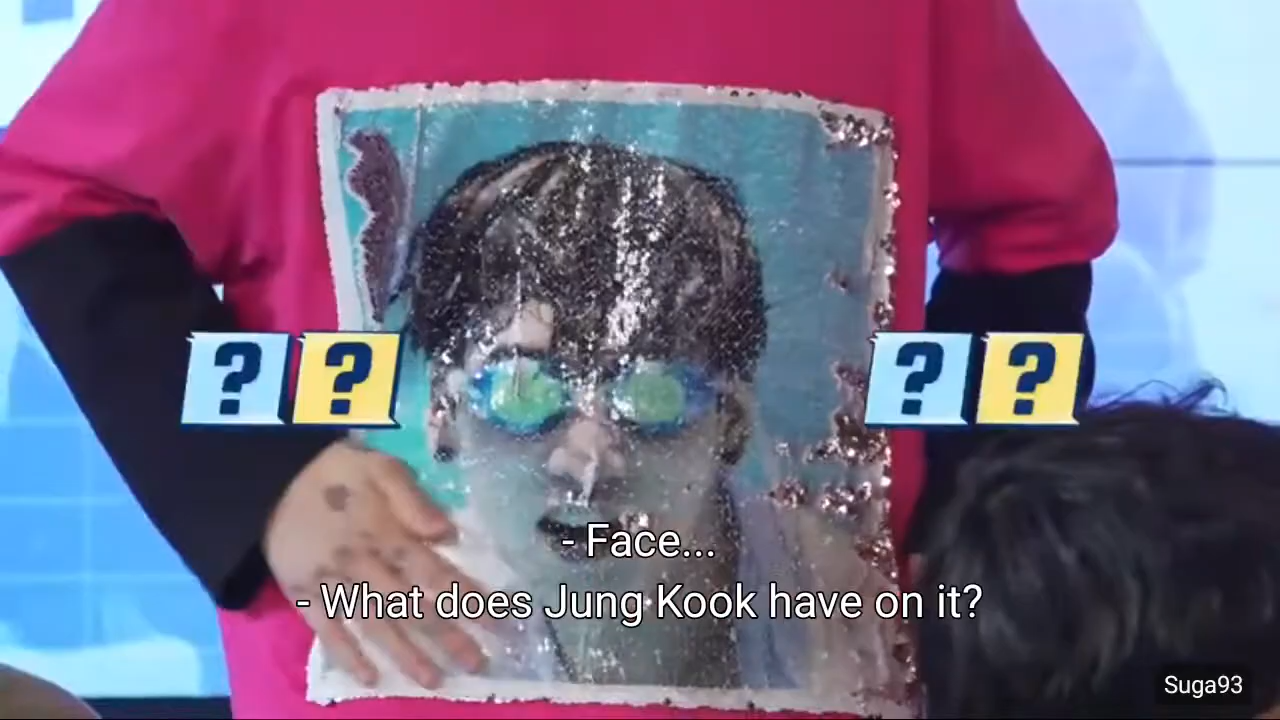 ? ? ? ?
- Face...
- What does Jung Kook have on it?
Suga93